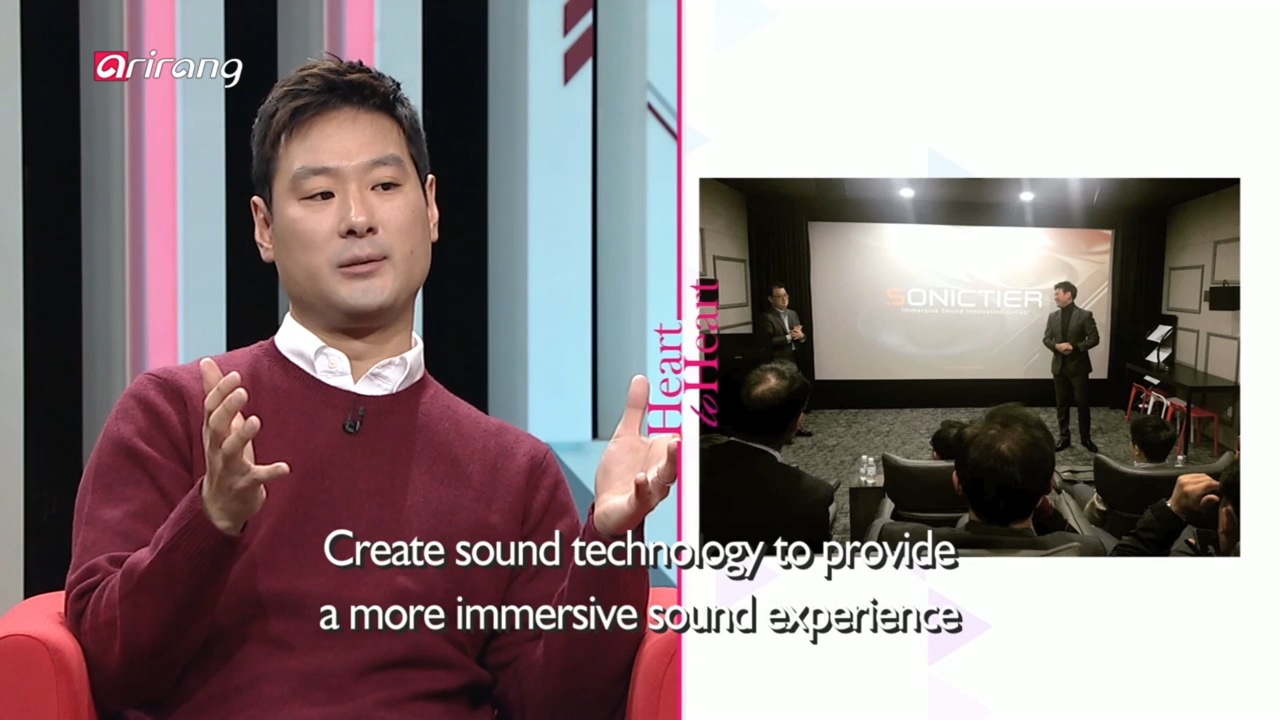 arirang
Heart
to Heart
SONICTIER
Immersive Sound Innovation Group
Create sound technology to provide
a more immersive sound experience